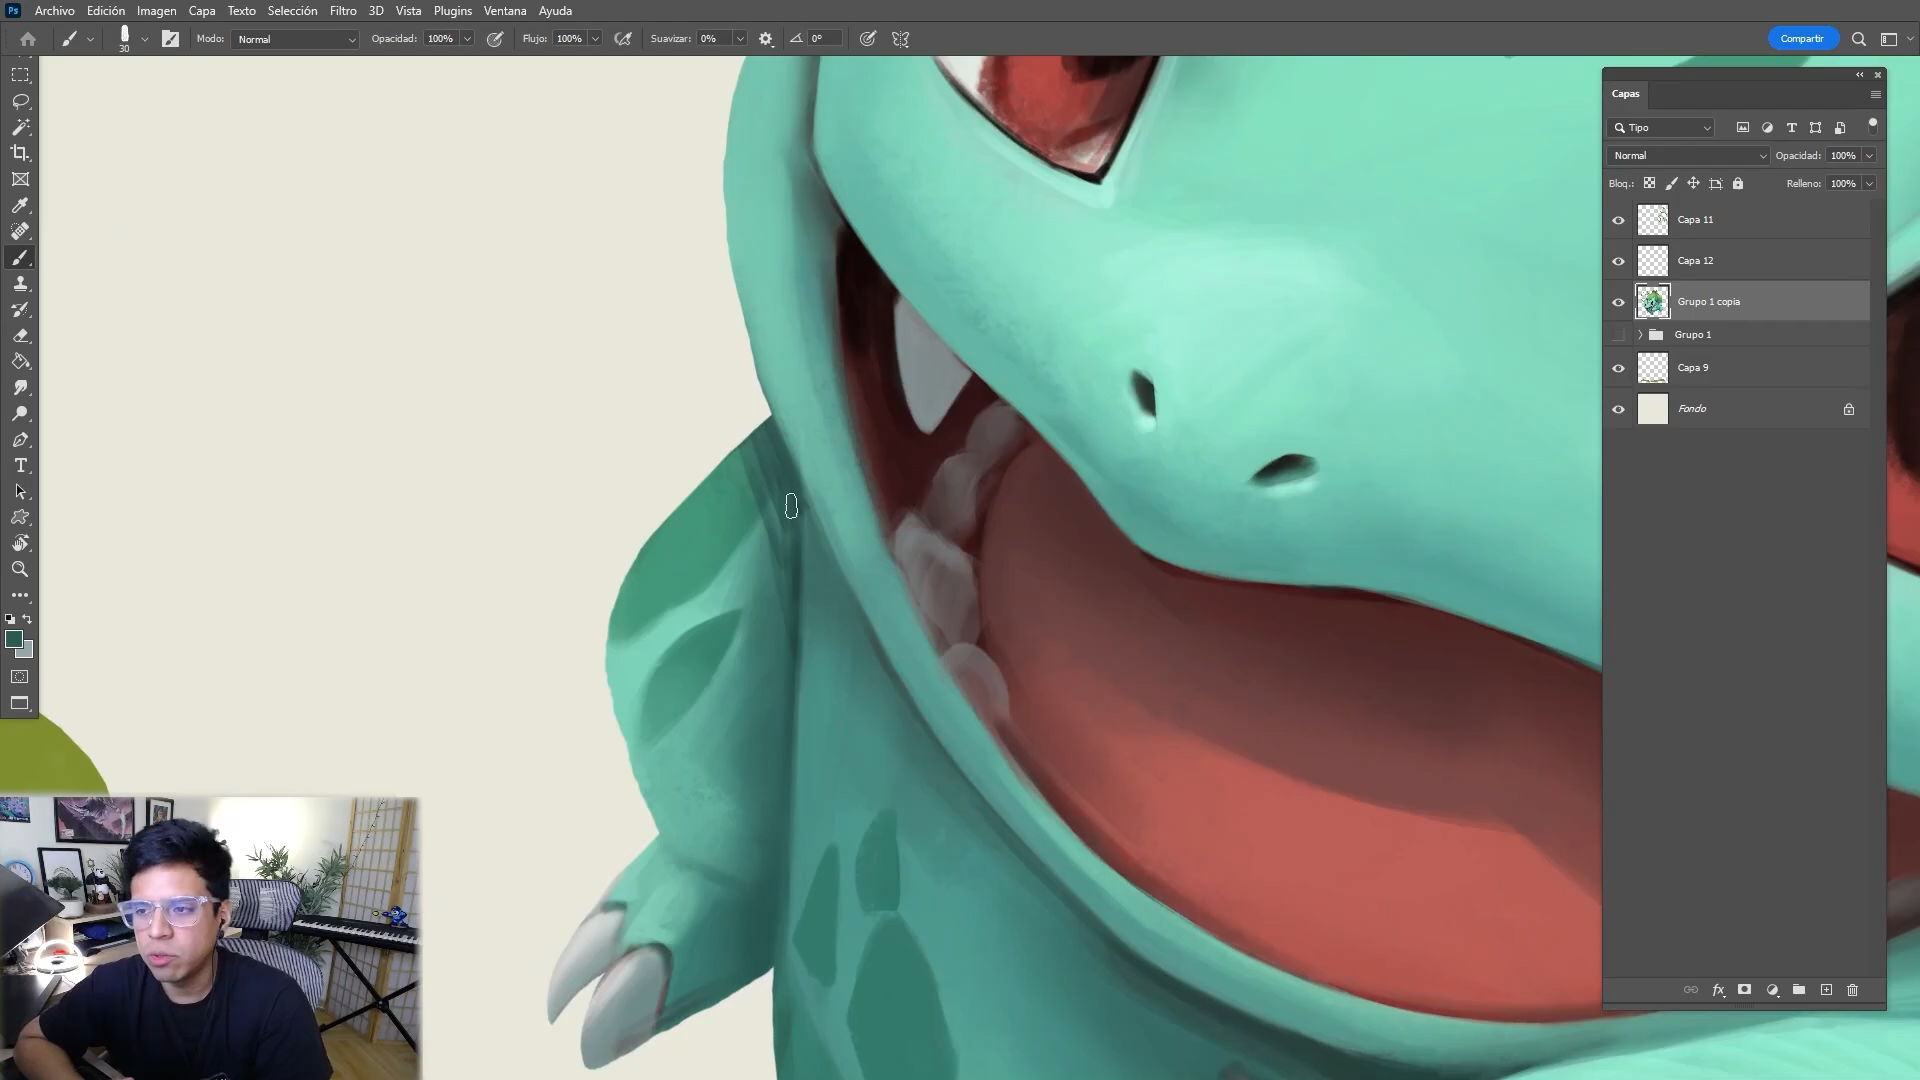 Ps Archivo Edición Imagen Capa Texto Selección Filtro 3D Vista Plugins Ventana Ayuda
30 Modo: Normal Opacidad: 100% Flujo: 100% Suavizar: 0% 0° Compartir
Capas
Tipo
Normal Opacidad: 100%
Bloq.: Relleno: 100%
Capa 11
Capa 12
Grupo 1 copia
Grupo 1
Capa 9
Fondo